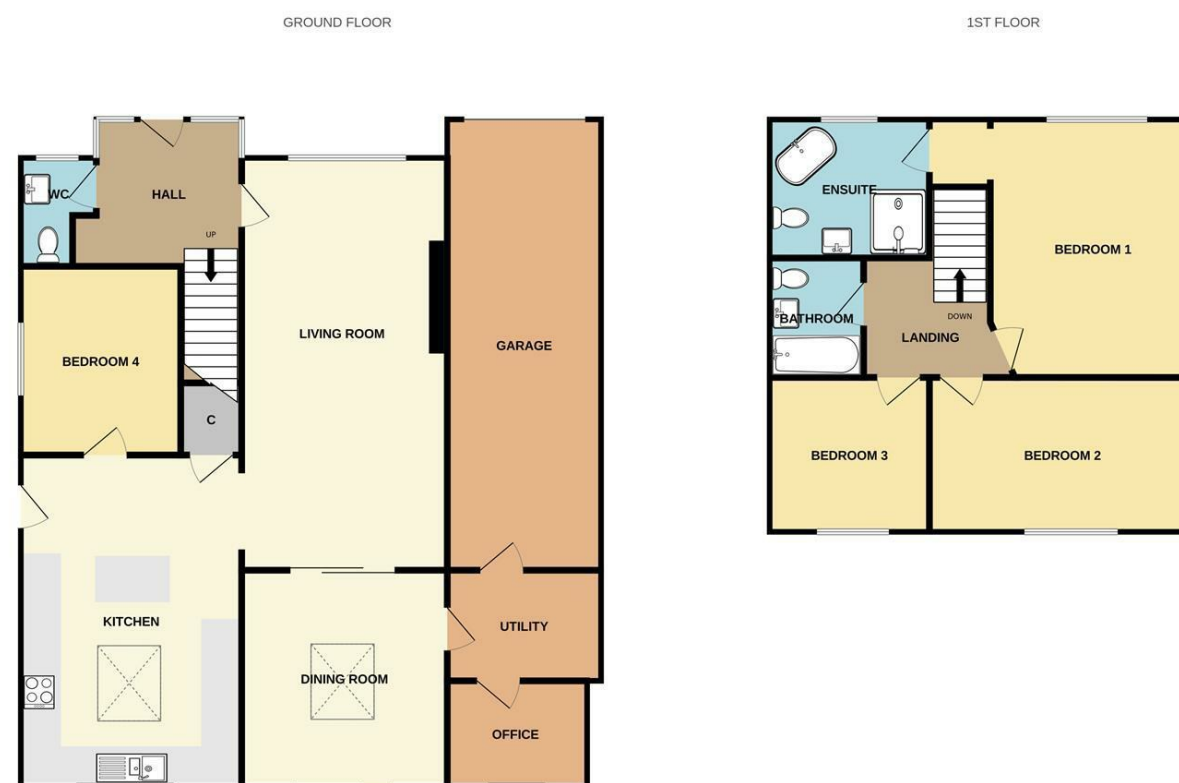 GROUND FLOOR
1ST FLOOR
WC
HALL
UP
BEDROOM 4
C
LIVING ROOM
GARAGE
KITCHEN
DINING ROOM
UTILITY
OFFICE
ENSUITE
BEDROOM 1
BATHROOM
DOWN
LANDING
BEDROOM 3
BEDROOM 2